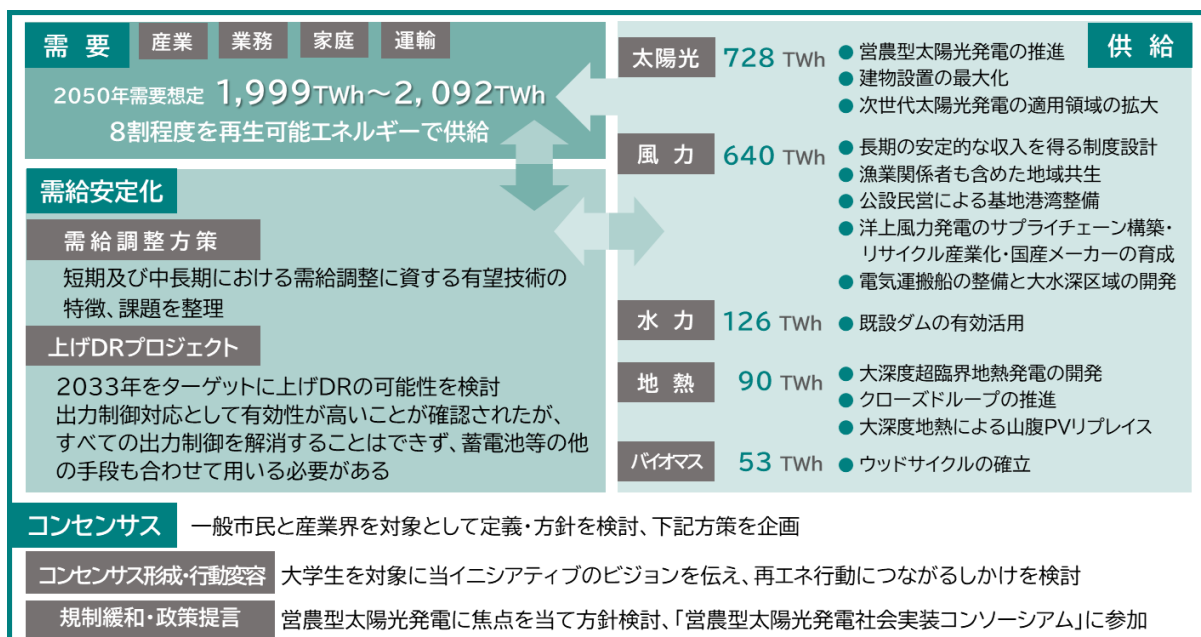 需要
産業 業務 家庭 運輸
2050年需要想定 1,999TWh～2,092TWh
8割程度を再生可能エネルギーで供給
需給安定化
需給調整方策
短期及び中長期における需給調整に資する有望技術の
特徴、課題を整理
上げDRプロジェクト
2033年をターゲットに上げDRの可能性を検討
出力制御対応として有効性が高いことが確認されたが、
すべての出力制御を解消することはできず、蓄電池等の他
の手段も合わせて用いる必要がある
供給
太陽光 728 TWh
● 営農型太陽光発電の推進
● 建物設置の最大化
● 次世代太陽光発電の適用領域の拡大
風力 640 TWh
● 長期の安定的な収入を得る制度設計
● 漁業関係者も含めた地域共生
● 公設民営による基地港湾整備
● 洋上風力発電のサプライチェーン構築・
リサイクル産業化・国産メーカーの育成
● 電気運搬船の整備と大水深区域の開発
水力 126 TWh ● 既設ダムの有効活用
地熱 90 TWh
● 大深度超臨界地熱発電の開発
● クローズドループの推進
● 大深度地熱による山腹PVリプレイス
バイオマス 53 TWh ● ウッドサイクルの確立
コンセンサス 一般市民と産業界を対象として定義・方針を検討、下記方策を企画
コンセンサス形成・行動変容 大学生を対象に当イニシアティブのビジョンを伝え、再エネ行動につながるしかけを検討
規制緩和・政策提言 営農型太陽光発電に焦点を当て方針検討、「営農型太陽光発電社会実装コンソーシアム」に参加